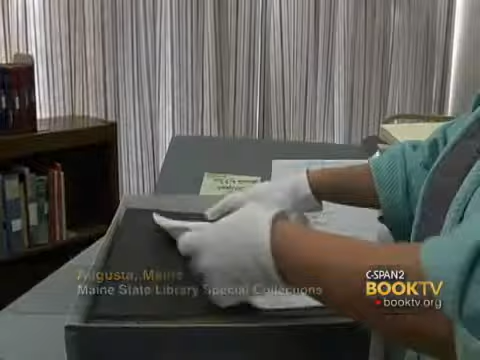 Augusta, Maine
Maine State Library Special Collections
C-SPAN2
BOOKTV
booktv.org